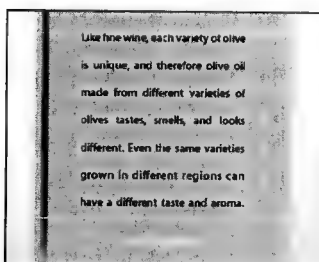 Like fine wine, each variety of olive
is unique, and therefore olive oil
made from different varieties of
olives tastes, smells, and looks
different. Even the same varieties
grown in different regions can
have a different taste and aroma.